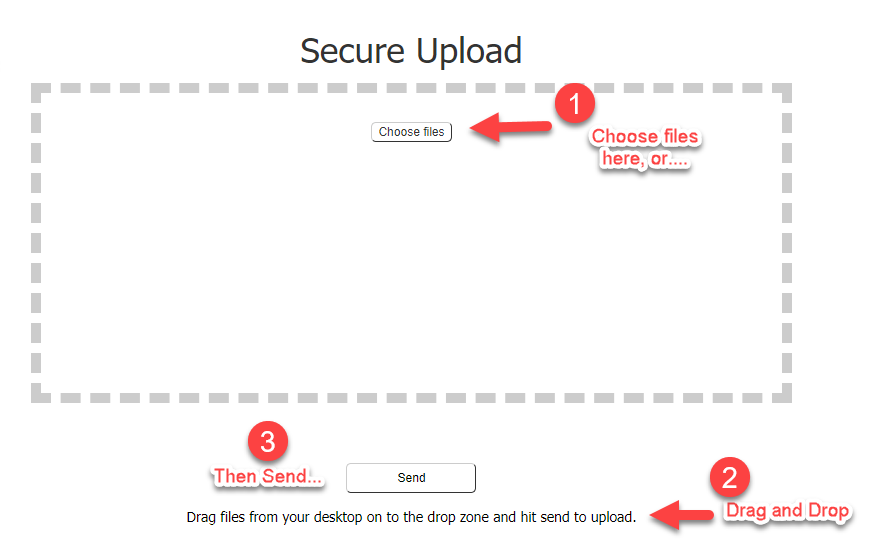 Secure Upload
1
Choose files
Choose files
here, or....
3
Then Send...
Send
2
Drag and Drop
Drag files from your desktop on to the drop zone and hit send to upload.